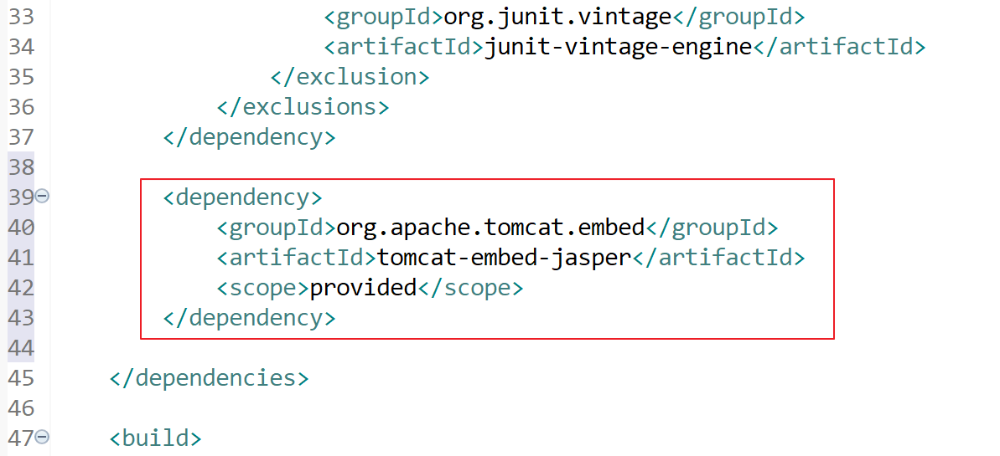 33 <groupId>org.junit.vintage</groupId>
34 <artifactId>junit-vintage-engine</artifactId>
35 </exclusion>
36 </exclusions>
37 </dependency>
38
39 <dependency>
40 <groupId>org.apache.tomcat.embed</groupId>
41 <artifactId>tomcat-embed-jasper</artifactId>
42 <scope>provided</scope>
43 </dependency>
44
45 </dependencies>
46
47 <build>